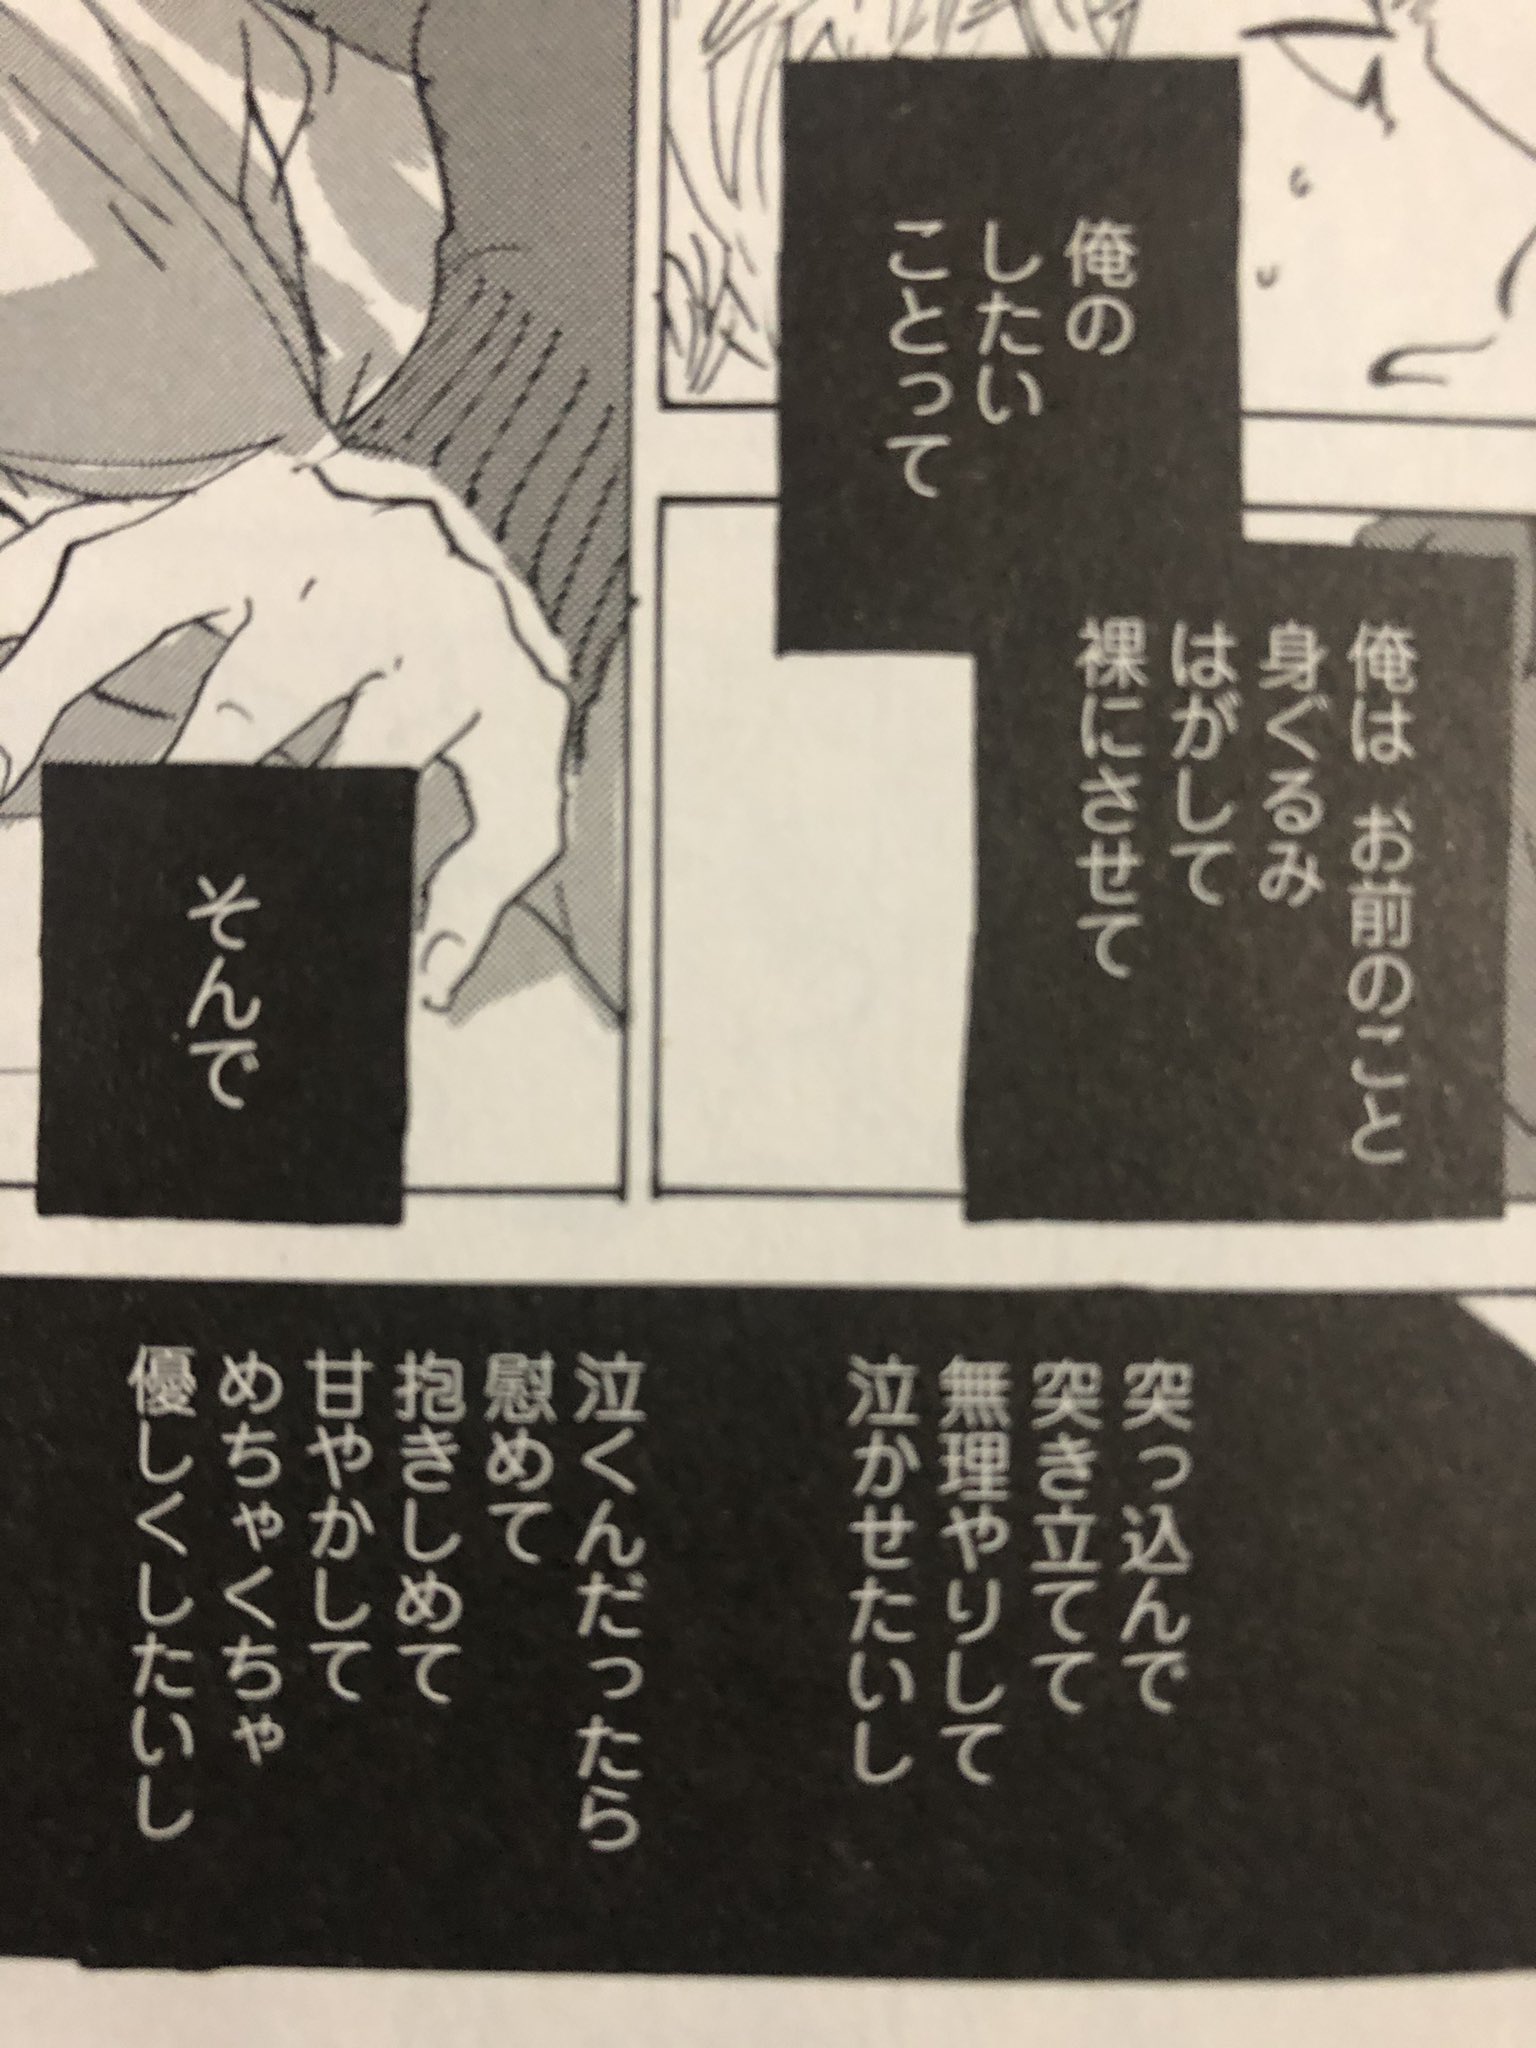 俺の
したい
ことって
俺は お前のこと
身ぐるみ
はがして
裸にさせて
そんで
突っ込んで
突き立てて
無理やりして
泣かせたいし
泣くんだったら
慰めて
抱きしめて
甘やかして
めちゃくちゃ
優しくしたいし